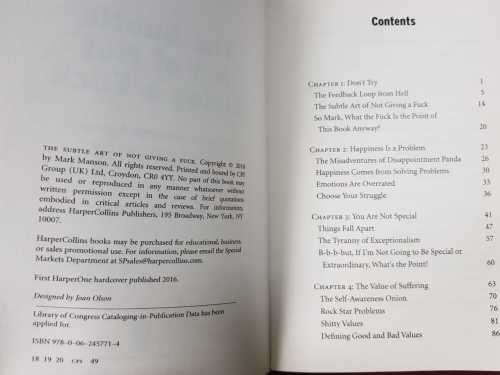 THE SUBTLE ART OF NOT GIVING A FUCK. Copyright © 2016
by Mark Manson. All rights reserved. Printed and bound by CPI
Group (UK) Ltd, Croydon, CR0 4YY. No part of this book may
be used or reproduced in any manner whatsoever without
written permission except in the case of brief quotations
embodied in critical articles and reviews. For information,
address HarperCollins Publishers, 195 Broadway, New York, NY
10007.
HarperCollins books may be purchased for educational, business
or sales promotional use. For information, please email the Special
Markets Department at SPsales@harpercollins.com.
First HarperOne hardcover published 2016.
Designed by Joan Olson
Library of Congress Cataloging-in-Publication Data has been
applied for.
ISBN 978-0-06-245771-4
18 19 20 CPI 49
Contents
CHAPTER 1: Don't Try 1
The Feedback Loop from Hell 5
The Subtle Art of Not Giving a Fuck 14
So Mark, What the Fuck Is the Point of
This Book Anyway? 20
CHAPTER 2: Happiness Is a Problem 23
The Misadventures of Disappointment Panda 26
Happiness Comes from Solving Problems 30
Emotions Are Overrated 33
Choose Your Struggle 36
CHAPTER 3: You Are Not Special 41
Things Fall Apart 47
The Tyranny of Exceptionalism 57
B-b-b-but, If I'm Not Going to Be Special or
Extraordinary, What's the Point? 60
CHAPTER 4: The Value of Suffering 63
The Self-Awareness Onion 70
Rock Star Problems 76
Shitty Values 81
Defining Good and Bad Values 86